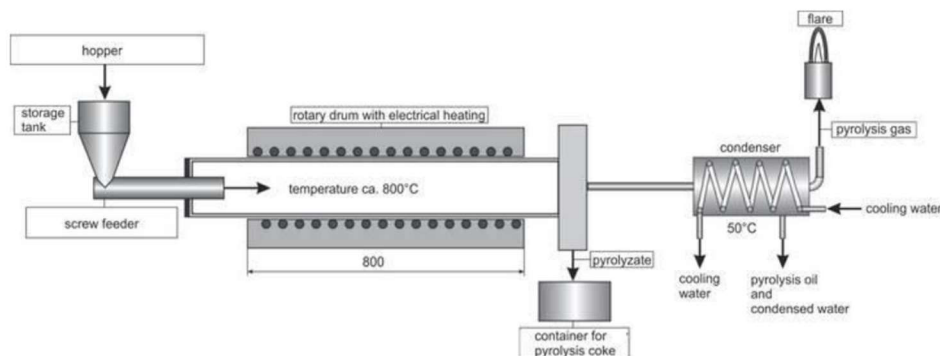 hopper
storage
tank
screw feeder
rotary drum with electrical heating
temperature ca. 800°C
800
pyrolyzate
container for
pyrolysis coke
flare
pyrolysis gas
condenser
cooling water
50°C
cooling
water
pyrolysis oil
and
condensed water